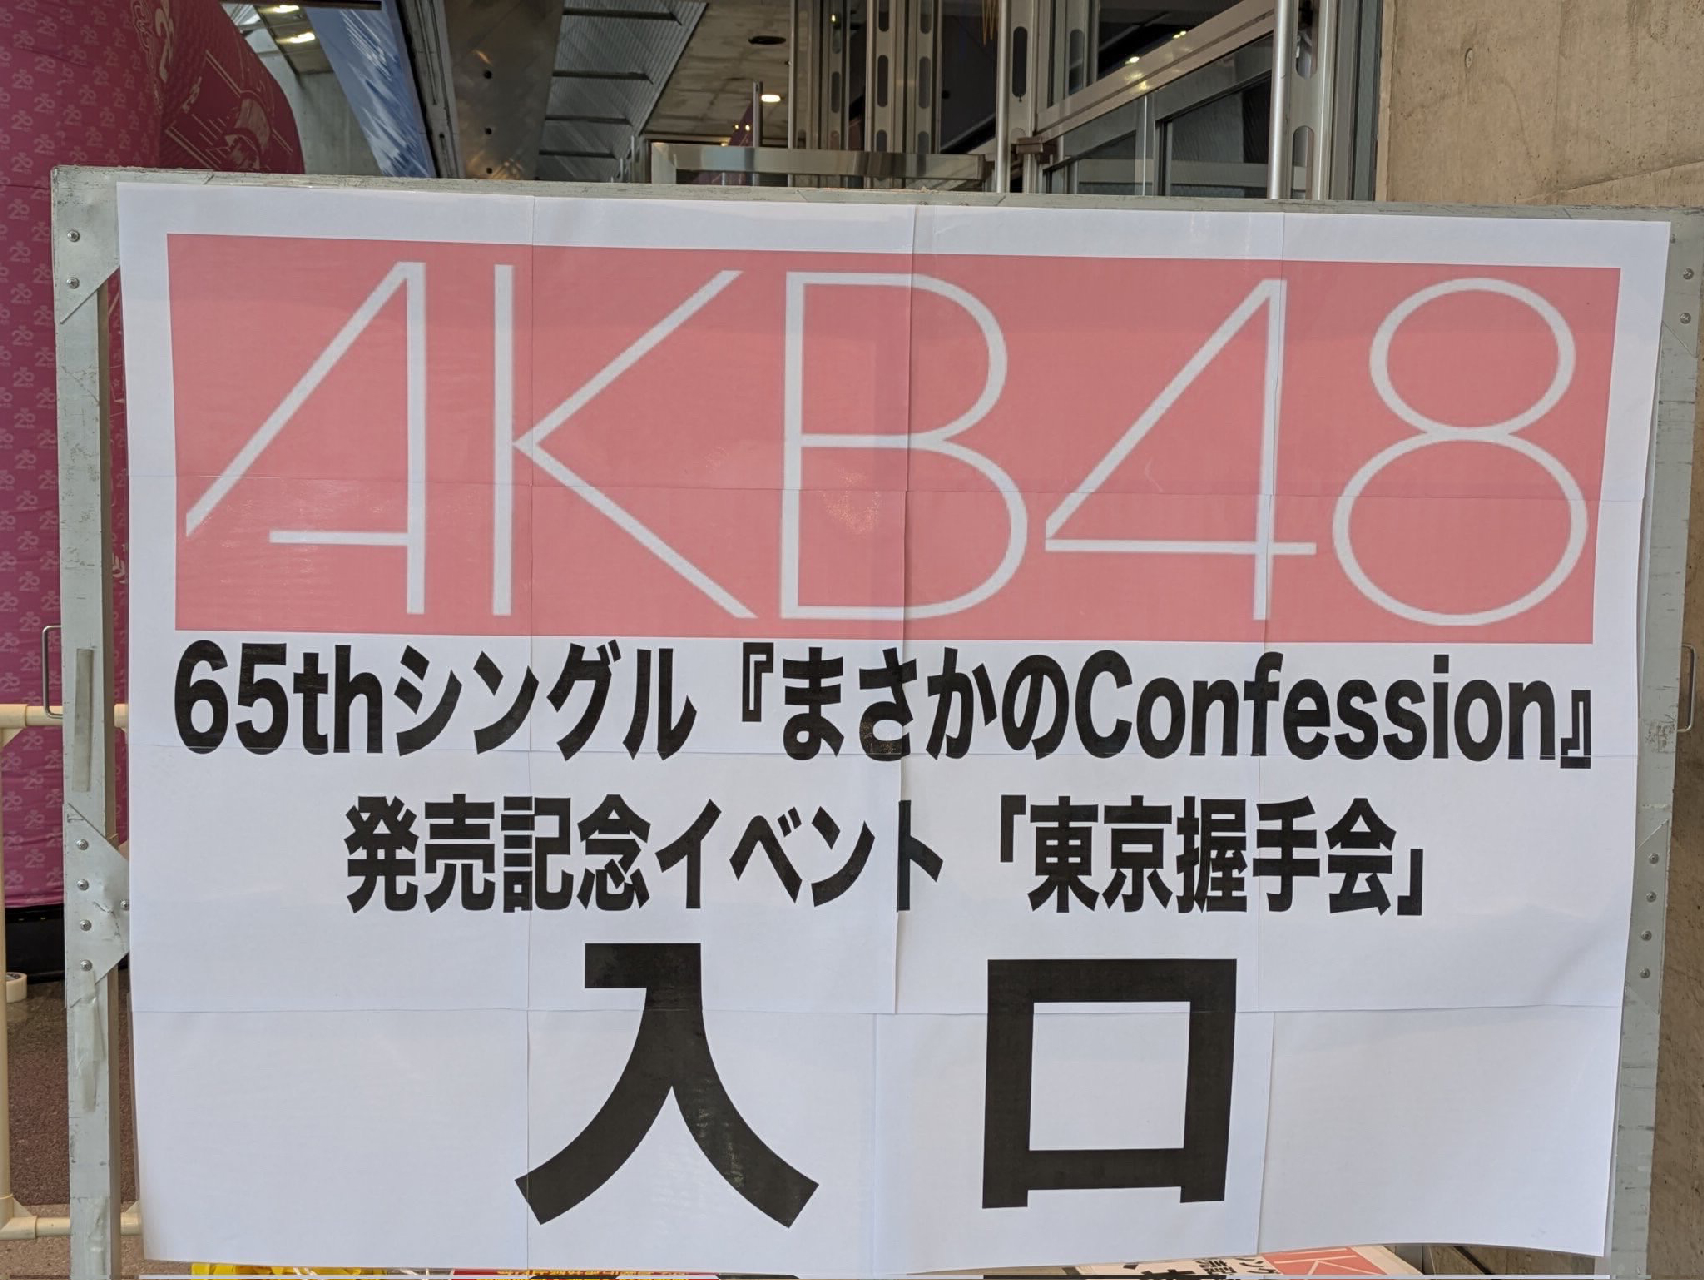 AKB48
65thシングル『まさかのConfession』
発売記念イベント「東京握手会」
入口